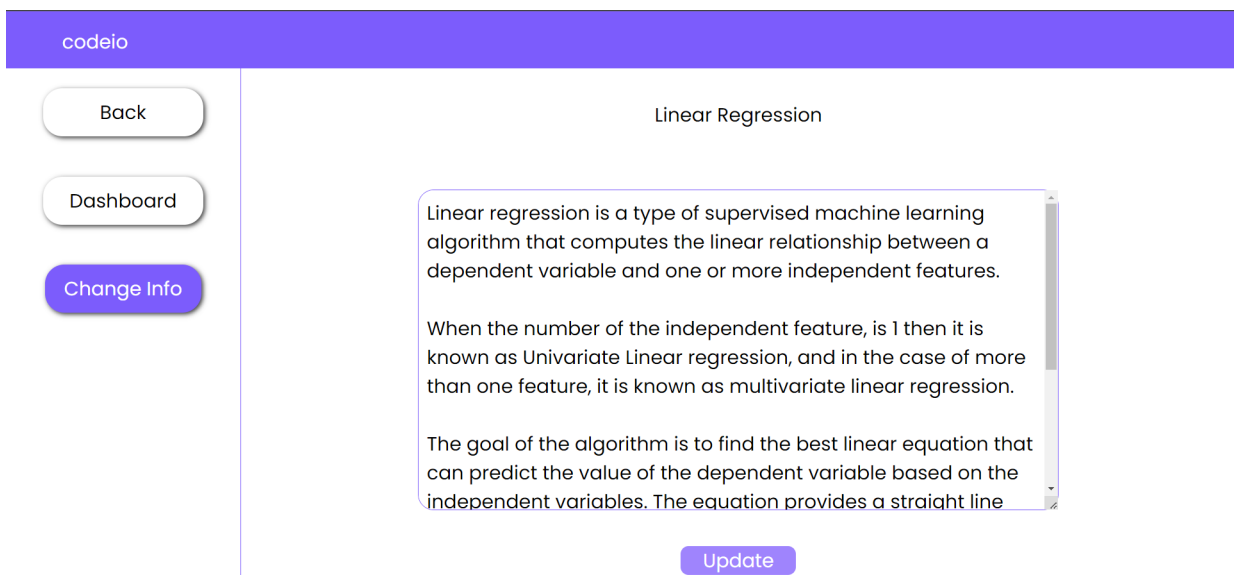 codeio
Back
Dashboard
Change Info
Linear Regression
Linear regression is a type of supervised machine learning
algorithm that computes the linear relationship between a
dependent variable and one or more independent features.
When the number of the independent feature, is 1 then it is
known as Univariate Linear regression, and in the case of more
than one feature, it is known as multivariate linear regression.
The goal of the algorithm is to find the best linear equation that
can predict the value of the dependent variable based on the
independent variables. The equation provides a straight line
Update